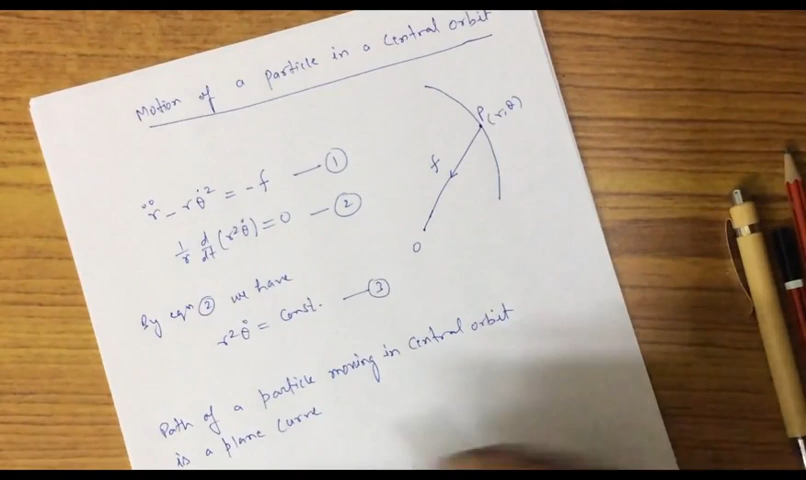 Motion of a particle in a central orbit
P(r,θ)
f
O
r̈ - rθ̇² = -f — ①
1/r d/dt (r²θ̇) = 0 — ②
By eqn ② we have
r²θ̇ = const. — ③
Path of a particle moving in central orbit
is a plane curve